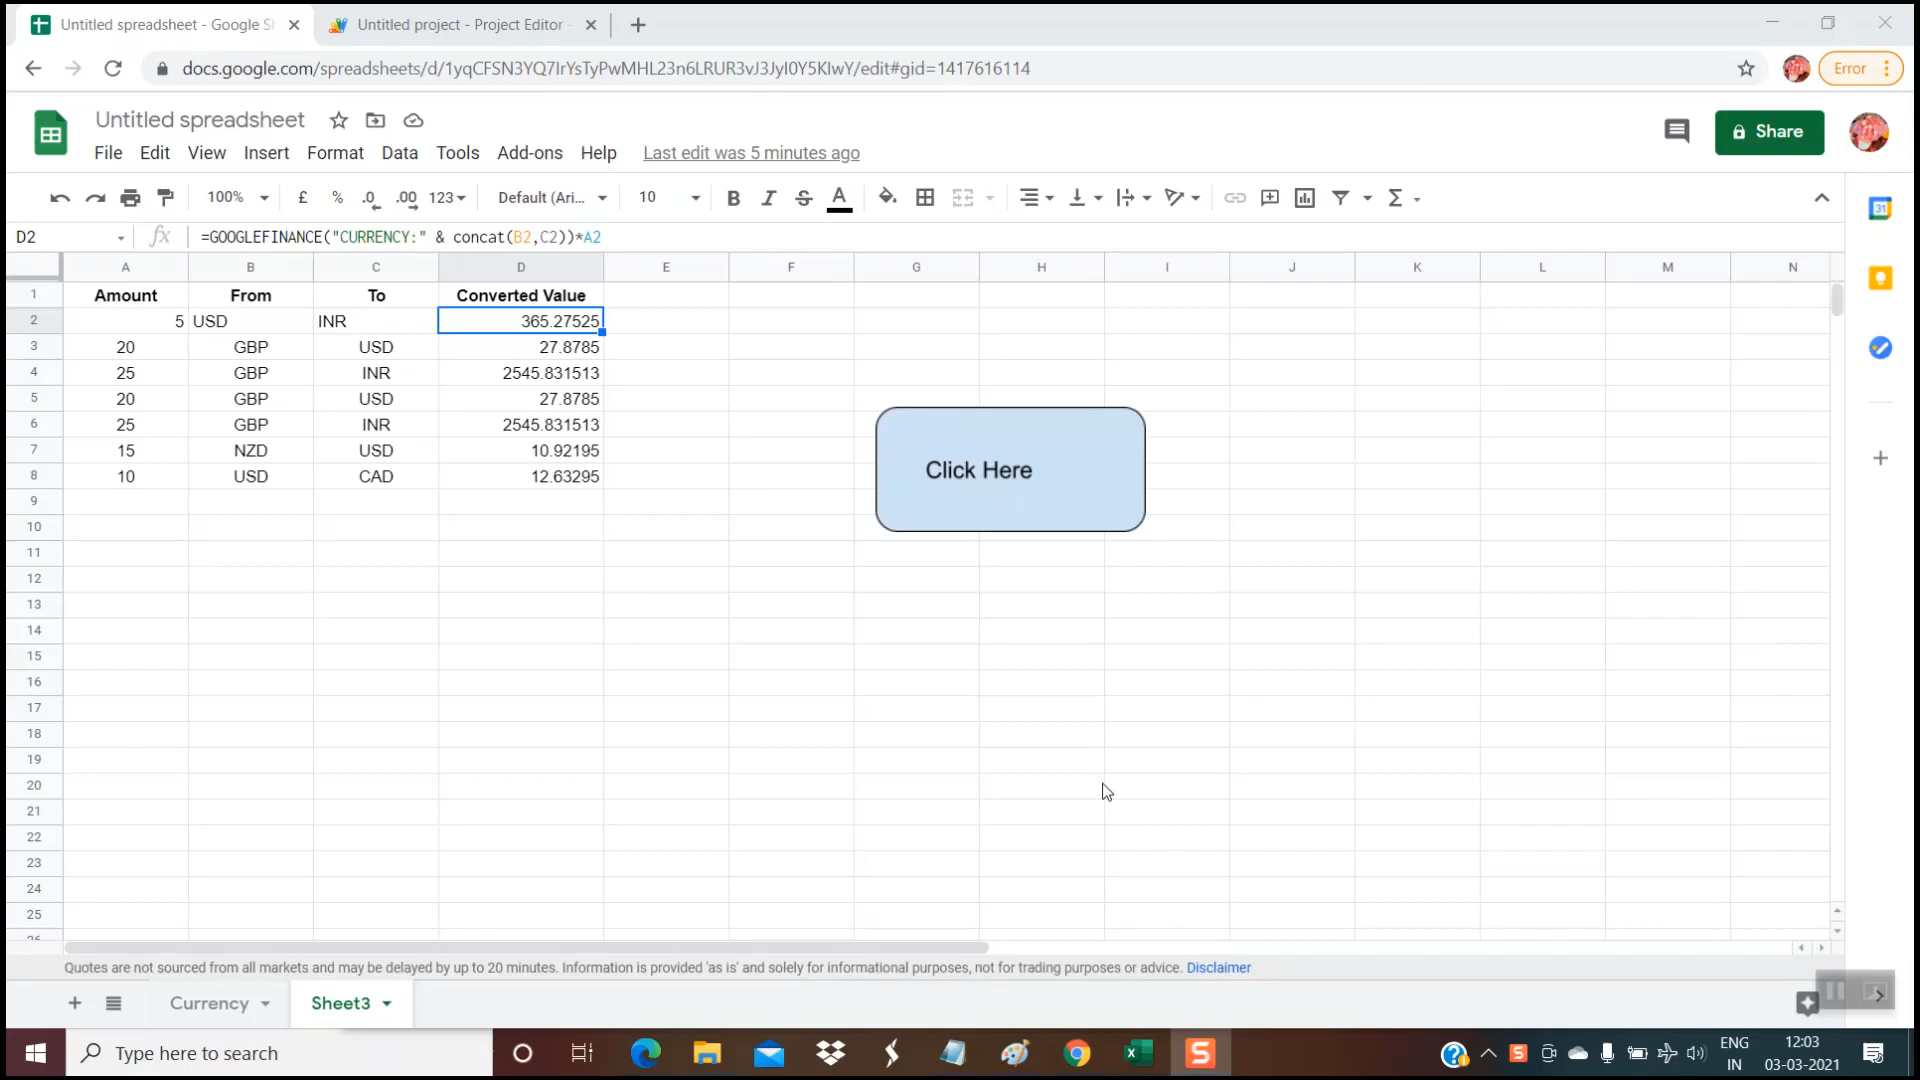 Untitled spreadsheet - Google Sh
Untitled project - Project Editor -
docs.google.com/spreadsheets/d/1yqCFSN3YQ7IrYsTyPwMHL23n6LRUR3vJ3JyI0Y5KIwY/edit#gid=1417616114
Error
Untitled spreadsheet
File Edit View Insert Format Data Tools Add-ons Help Last edit was 5 minutes ago
Share
100% £ % .0 .00 123 Default (Ari... 10 B I S A Σ
31
D2 fx =GOOGLEFINANCE("CURRENCY:" & concat(B2,C2))*A2
A B C D E F G H I J K L M N
1 Amount From To Converted Value
2 5 USD INR 365.27525
3 20 GBP USD 27.8785
4 25 GBP INR 2545.831513
5 20 GBP USD 27.8785
6 25 GBP INR 2545.831513
7 15 NZD USD 10.92195
8 10 USD CAD 12.63295
Click Here
9
10
11
12
13
14
15
16
17
18
19
20
21
22
23
24
25
26
Quotes are not sourced from all markets and may be delayed by up to 20 minutes. Information is provided 'as is' and solely for informational purposes, not for trading purposes or advice. Disclaimer
Currency Sheet3
Type here to search
ENG
IN
12:03
03-03-2021